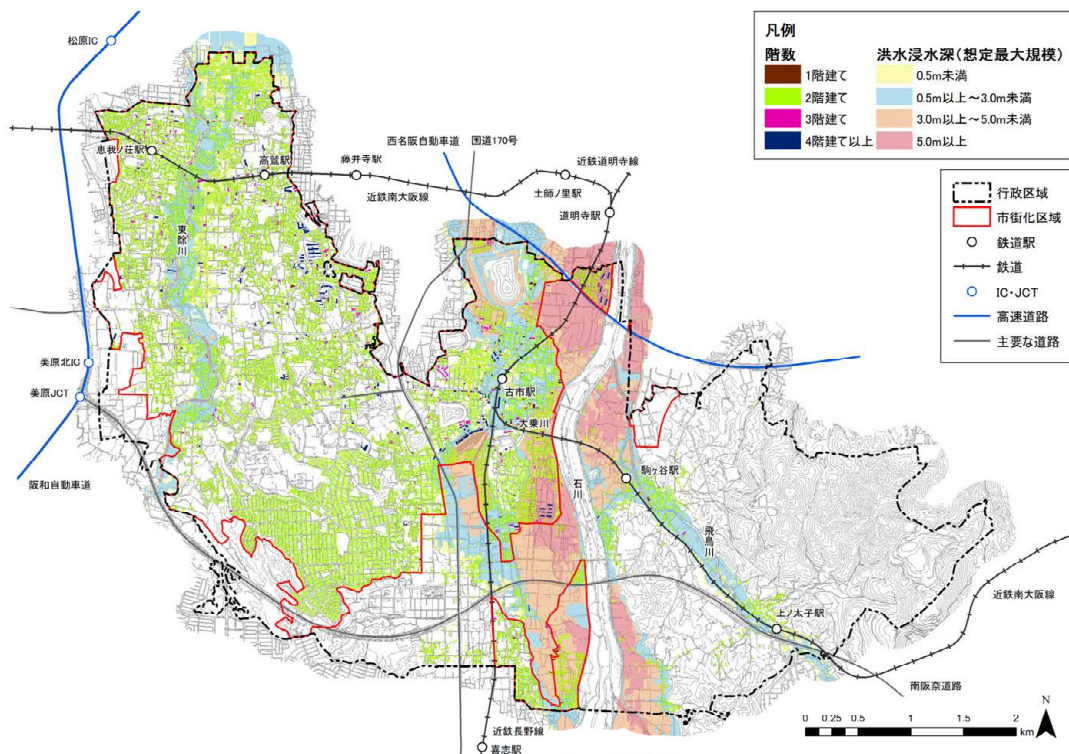 凡例
階数
1階建て
2階建て
3階建て
4階建て以上
洪水浸水深(想定最大規模)
0.5m未満
0.5m以上～3.0m未満
3.0m以上～5.0m未満
5.0m以上
行政区域
市街化区域
鉄道駅
鉄道
IC・JCT
高速道路
主要な道路
松原IC
恵我ノ荘駅
高鷲駅
藤井寺駅
近鉄南大阪線
西名阪自動車道
国道170号
土師ノ里駅
近鉄道明寺線
道明寺駅
東除川
美原北IC
美原JCT
阪和自動車道
古市駅
大乗川
石川
駒ヶ谷駅
飛鳥川
上ノ太子駅
近鉄南大阪線
南阪奈道路
近鉄長野線
喜志駅
N
0 0.25 0.5 1 1.5 2
km